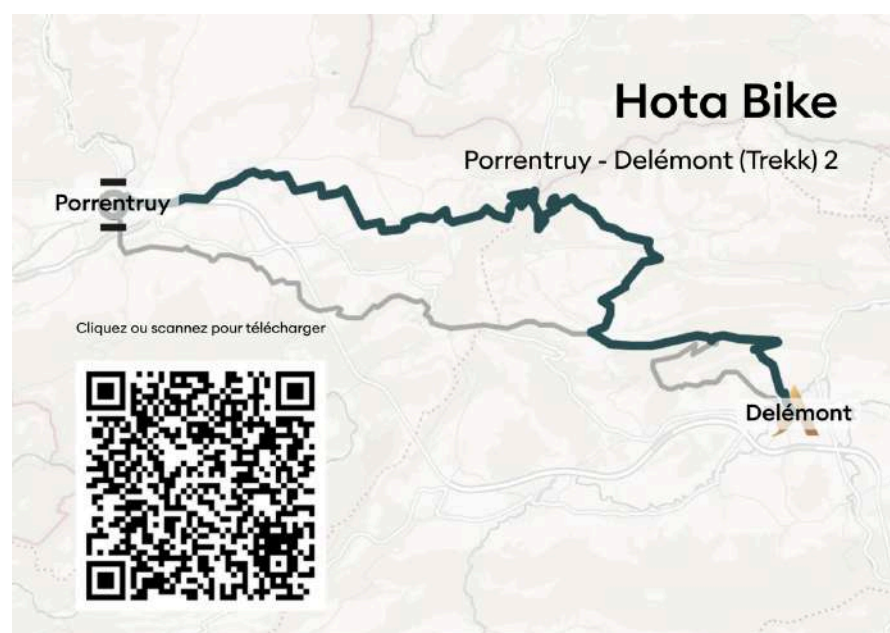 Hota Bike
Porrentruy - Delémont (Trekk) 2
Porrentruy
Cliquez ou scannez pour télécharger
Delémont